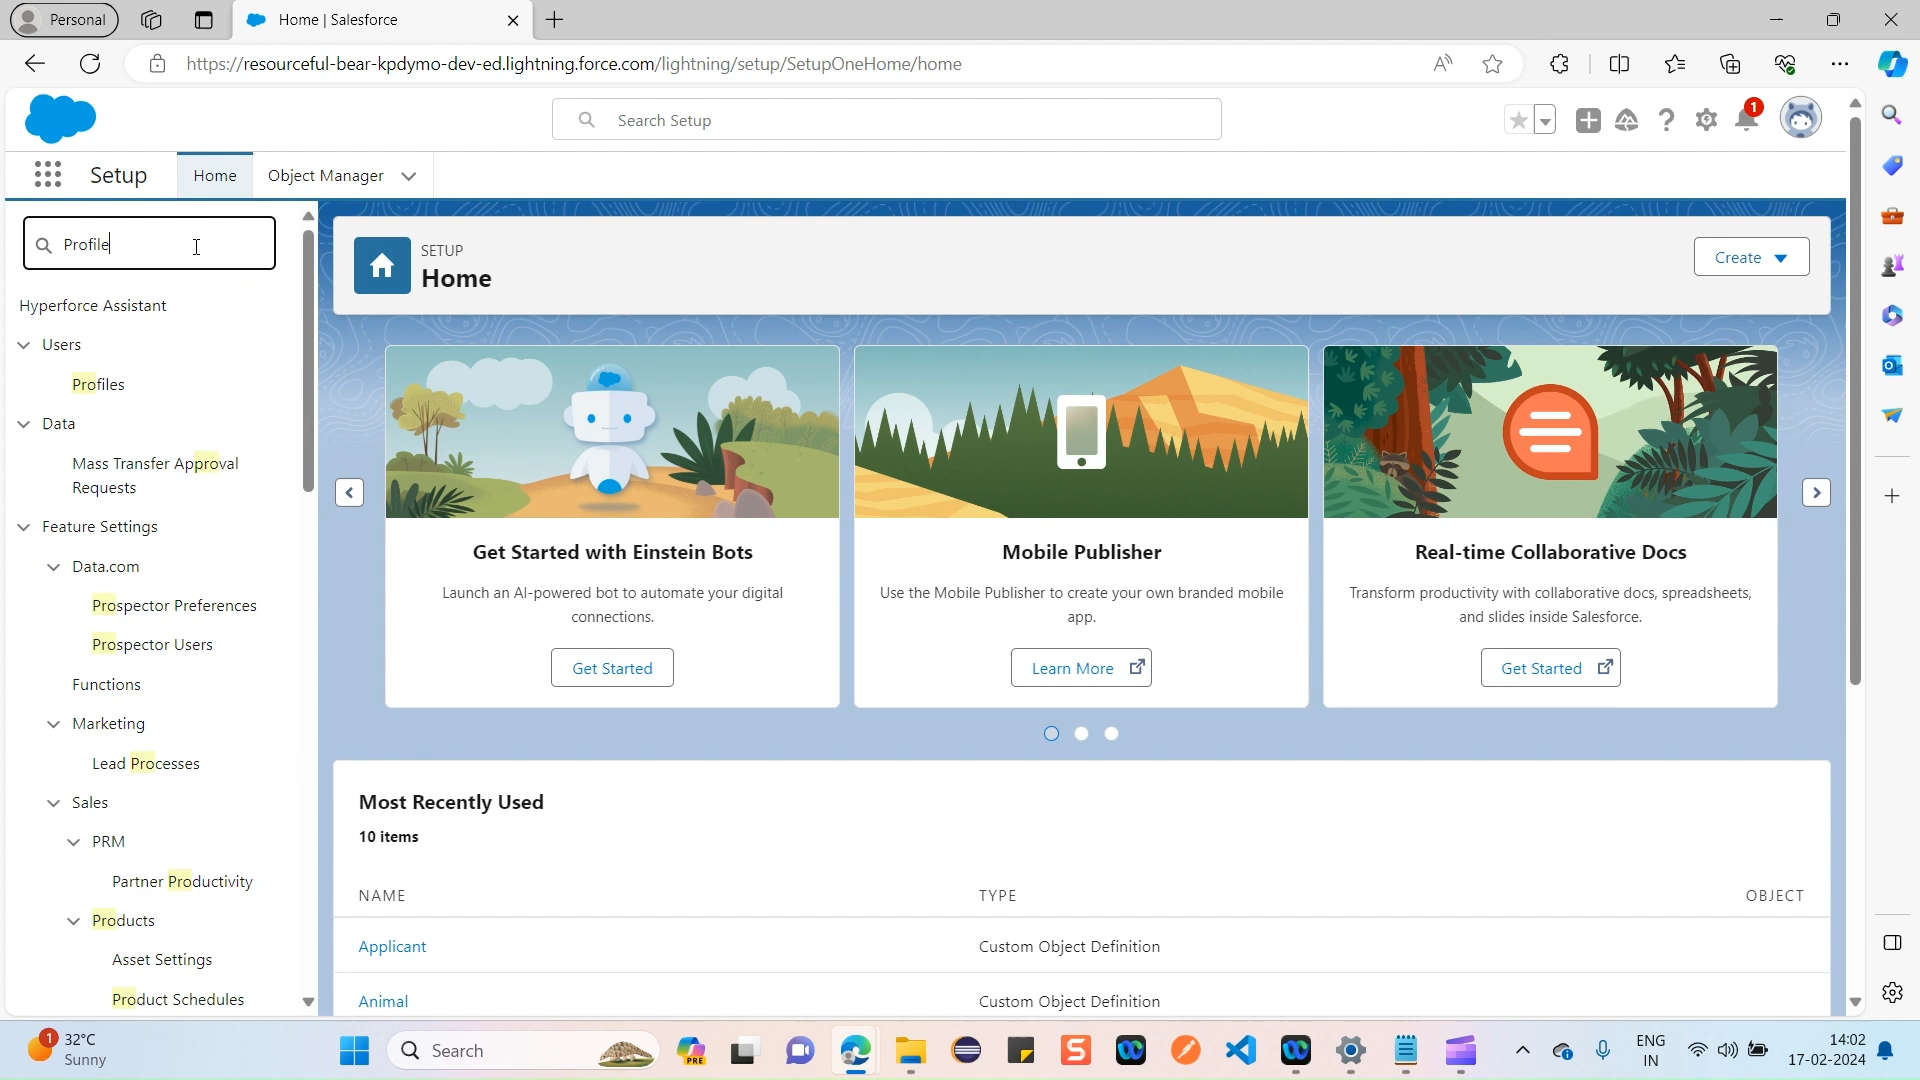 Personal
Home | Salesforce
https://resourceful-bear-kpdymo-dev-ed.lightning.force.com/lightning/setup/SetupOneHome/home
Search Setup
1
Setup
Home
Object Manager
Profile
Hyperforce Assistant
Users
Profiles
Data
Mass Transfer Approval
Requests
Feature Settings
Data.com
Prospector Preferences
Prospector Users
Functions
Marketing
Lead Processes
Sales
PRM
Partner Productivity
Products
Asset Settings
Product Schedules
SETUP
Home
Create
Get Started with Einstein Bots
Launch an AI-powered bot to automate your digital
connections.
Get Started
Mobile Publisher
Use the Mobile Publisher to create your own branded mobile
app.
Learn More
Real-time Collaborative Docs
Transform productivity with collaborative docs, spreadsheets,
and slides inside Salesforce.
Get Started
Most Recently Used
10 items
NAME TYPE OBJECT
Applicant Custom Object Definition
Animal Custom Object Definition
1
32°C
Sunny
Search
PRE
ENG
IN
14:02
17-02-2024